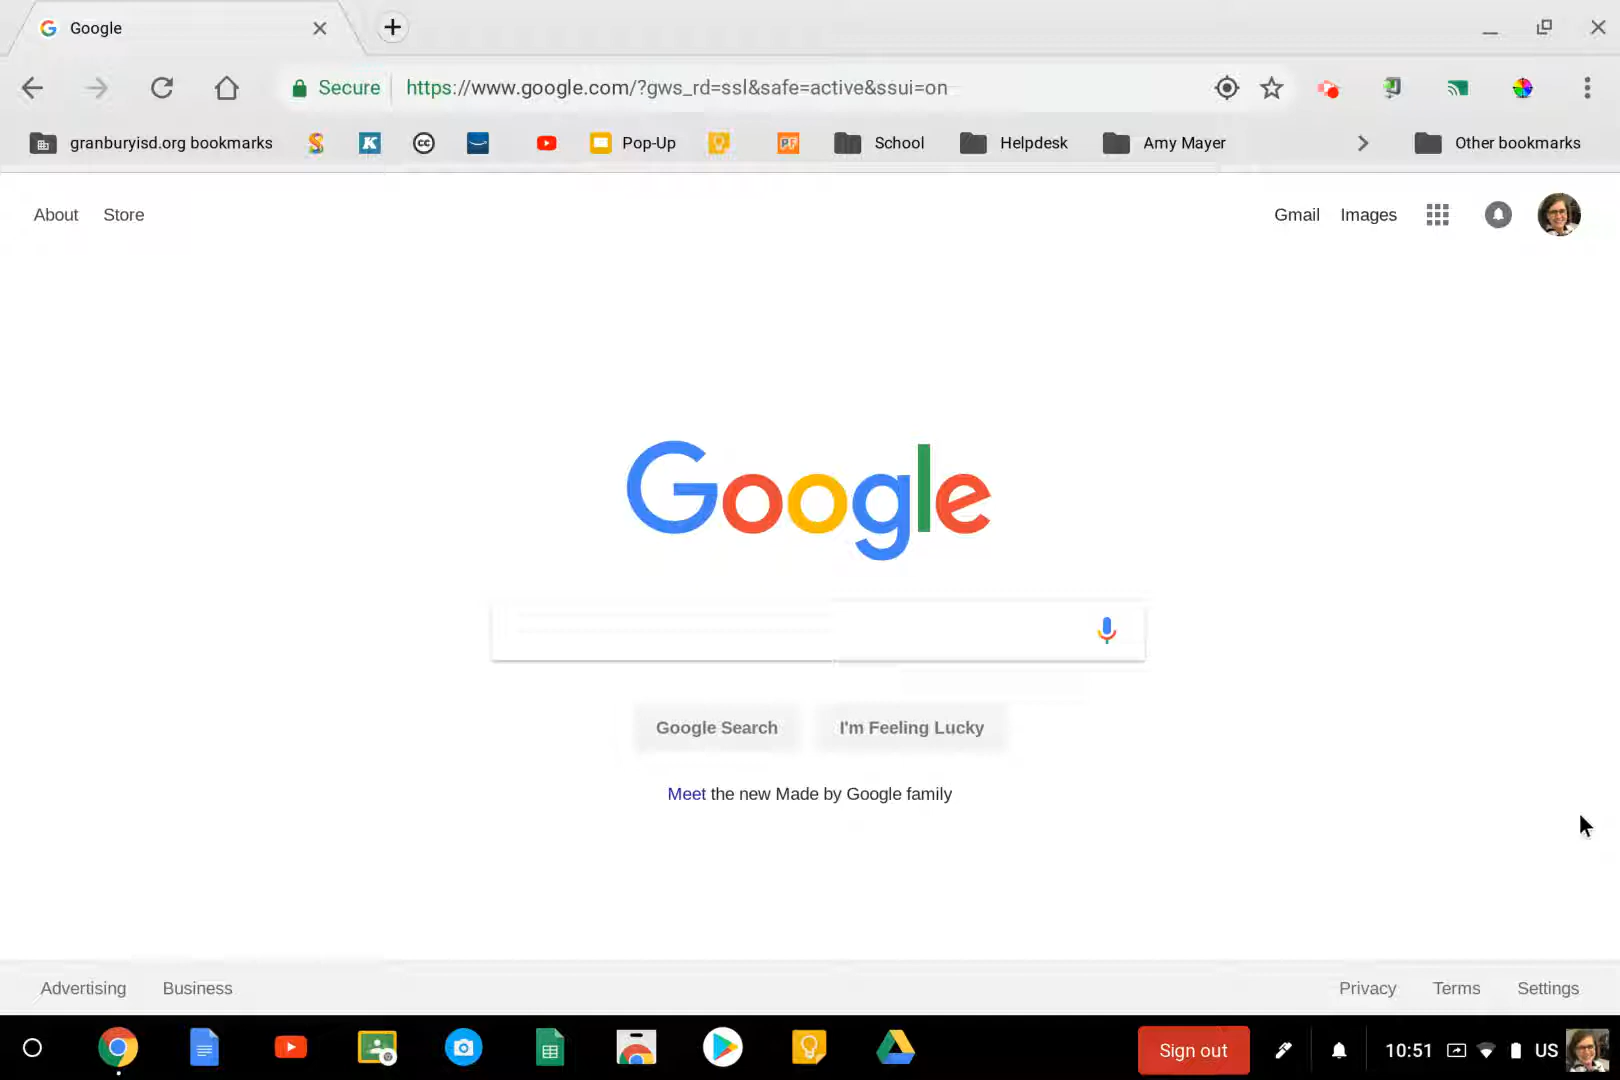 Google
Secure https://www.google.com/?gws_rd=ssl&safe=active&ssui=on
granburyisd.org bookmarks S K cc Pop-Up PF School Helpdesk Amy Mayer Other bookmarks
About Store Gmail Images
Google
Google Search I'm Feeling Lucky
Meet the new Made by Google family
Advertising Business Privacy Terms Settings
Sign out 10:51 US